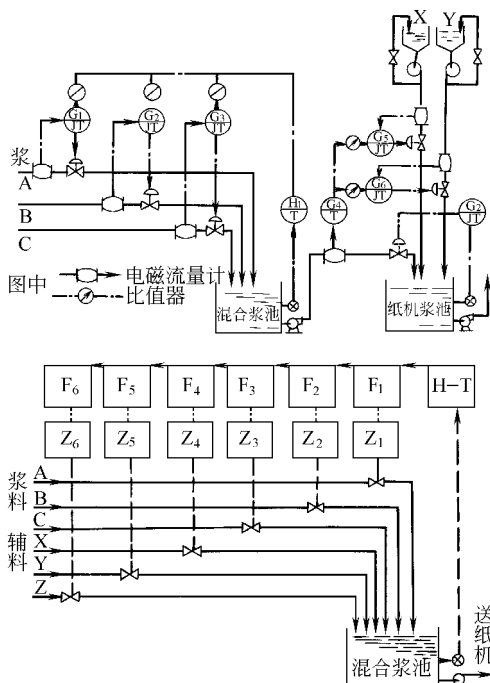 X Y
G1 JT
G2 JT
G3 JT
G5 JT
浆
A
G6 JT
H1 T
G4 JT
G2 JT
B
C
图中
电磁流量计
比值器
混合浆池
纸机浆池
F6 F5 F4 F3 F2 F1 H-T
Z6 Z5 Z4 Z3 Z2 Z1
浆料
A
B
C
辅料
X
Y
Z
混合浆池
送纸机